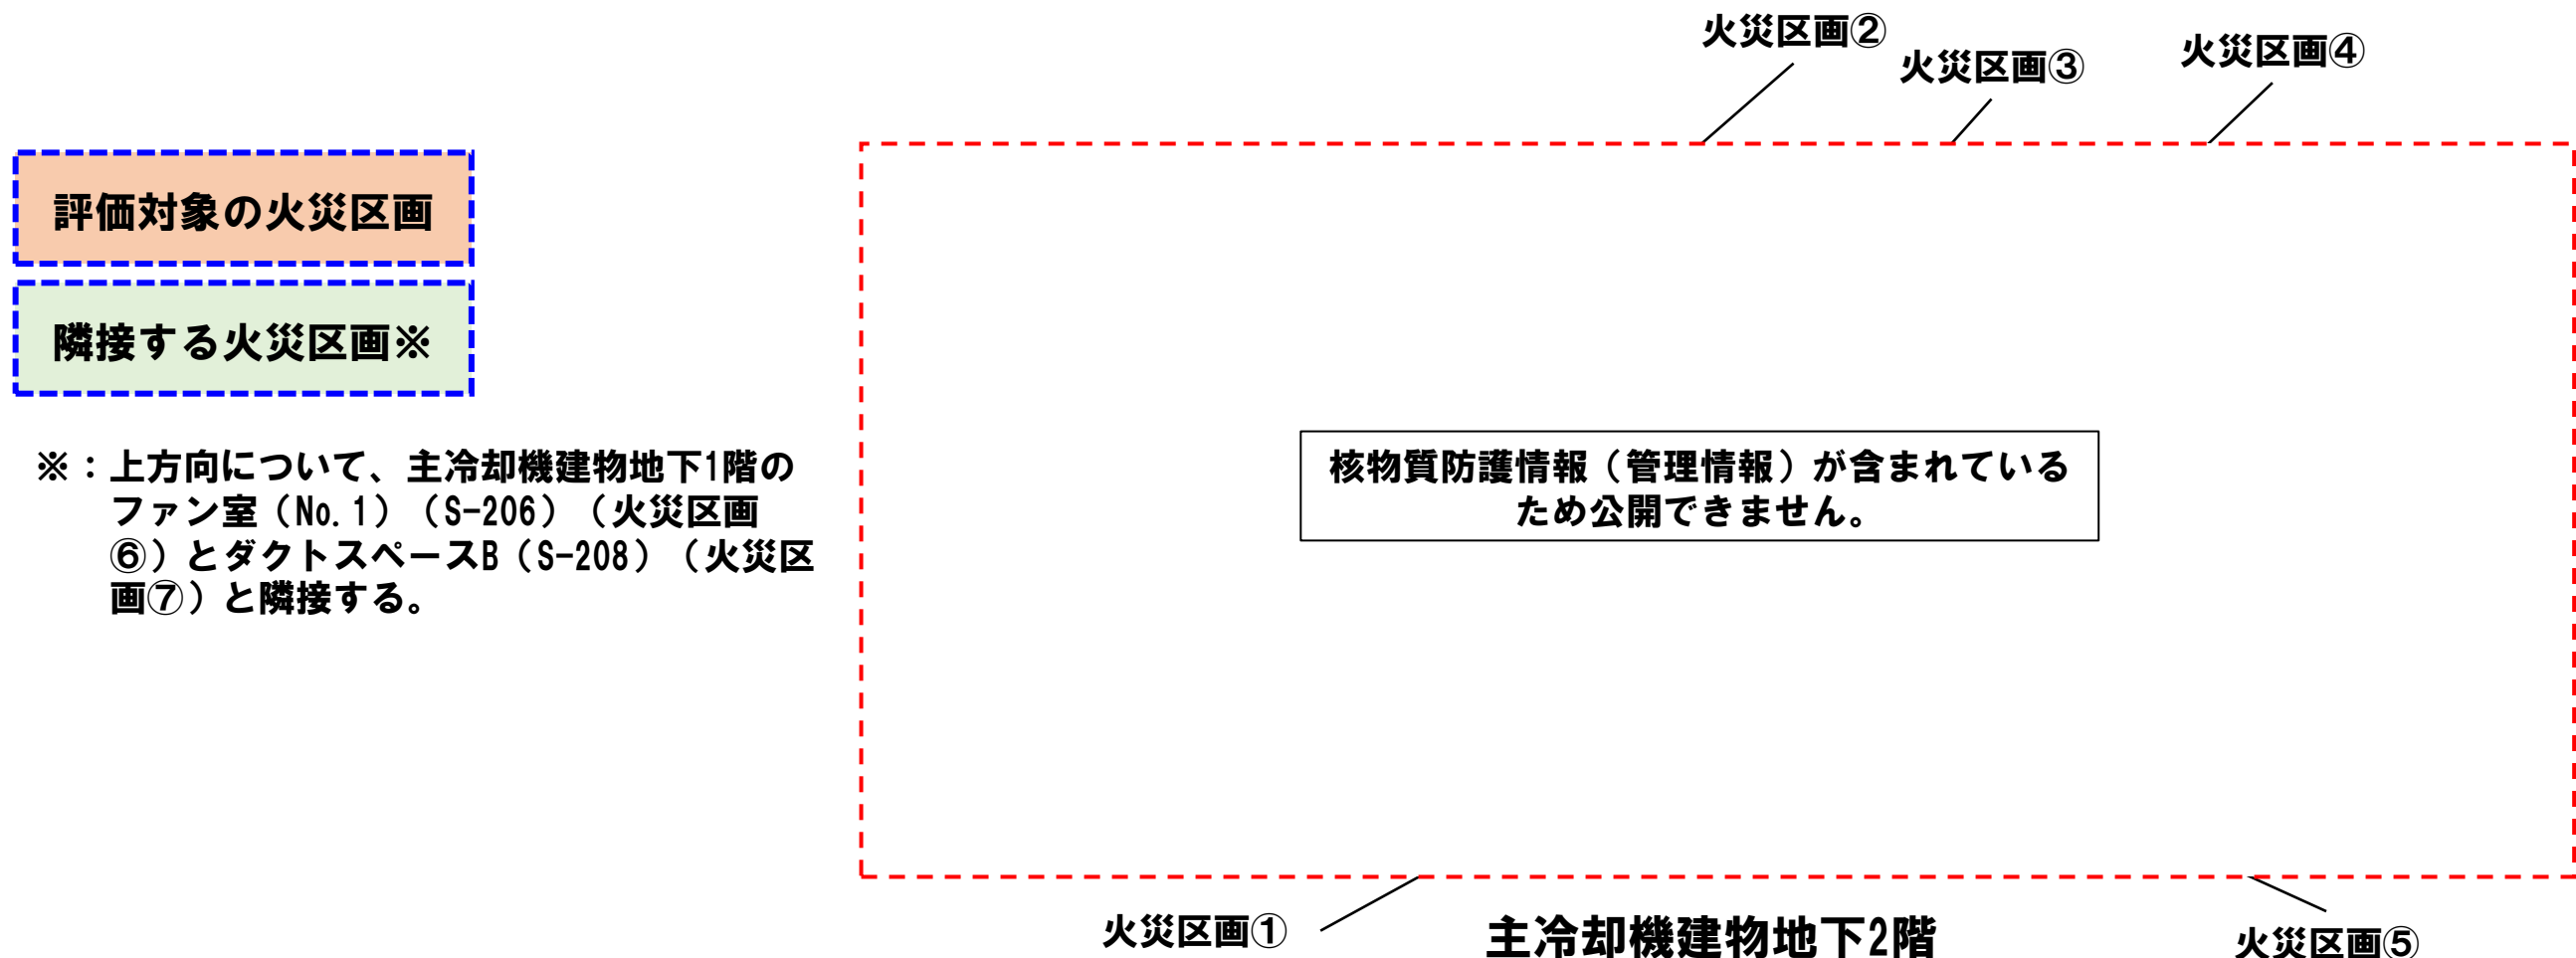 火災区画②
火災区画③
火災区画④
評価対象の火災区画
隣接する火災区画※
※：上方向について、主冷却機建物地下1階の
ファン室（No.1）（S-206）（火災区画
⑥）とダクトスペースB（S-208）（火災区
画⑦）と隣接する。
核物質防護情報（管理情報）が含まれている
ため公開できません。
火災区画①
主冷却機建物地下2階
火災区画⑤